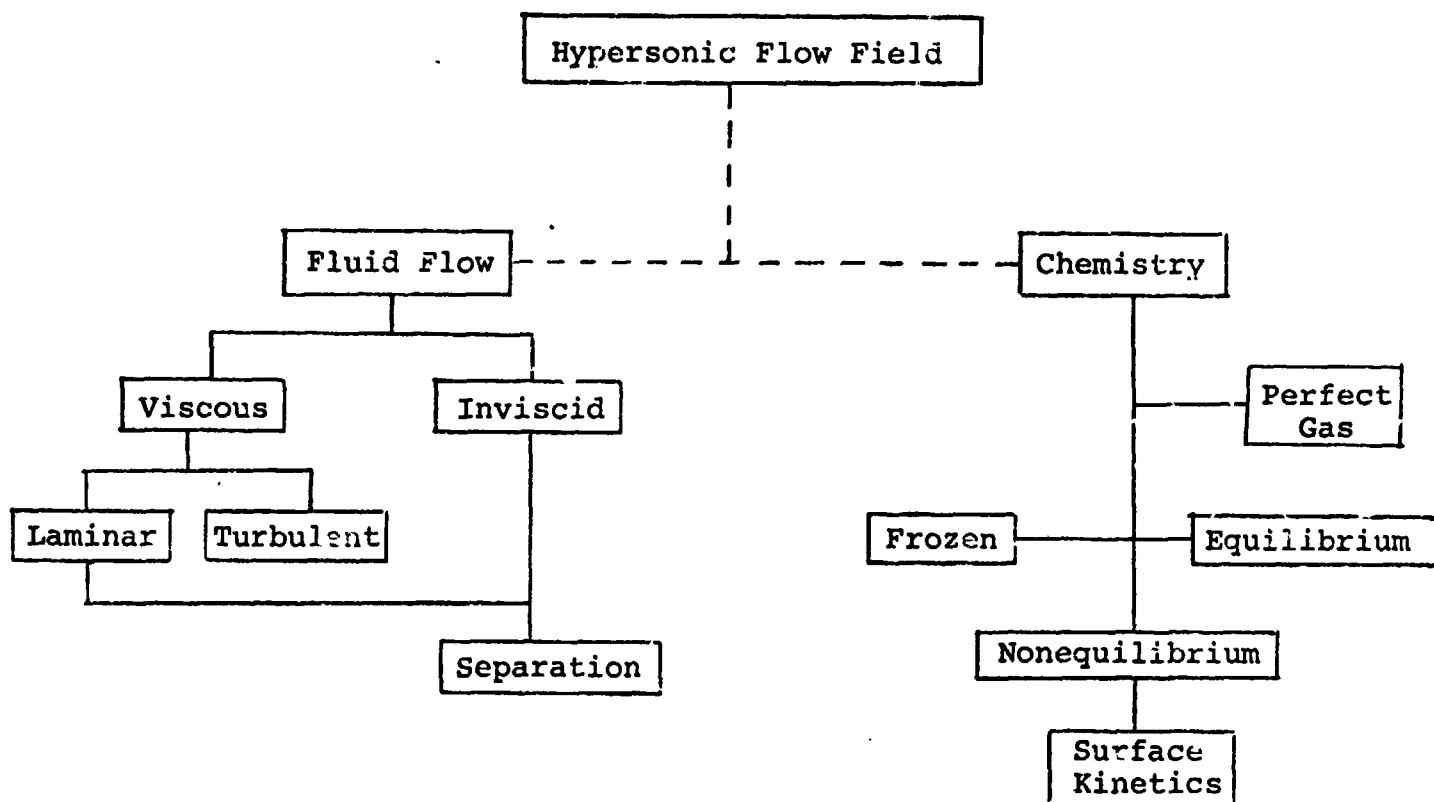 Hypersonic Flow Field
Fluid Flow
Chemistry
Viscous
Inviscid
Perfect
Gas
Laminar
Turbulent
Frozen
Equilibrium
Separation
Nonequilibrium
Surface
Kinetics